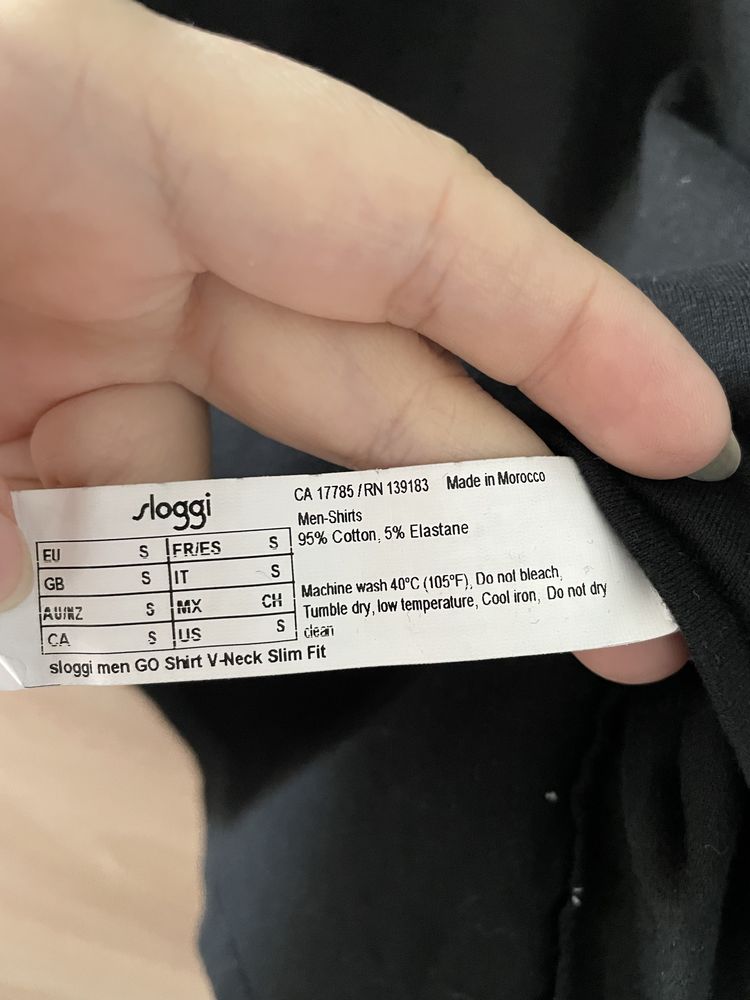 sloggi
EU S FR/ES S
GB S IT S
AU/NZ S MX CH
CA S US S
sloggi men GO Shirt V-Neck Slim Fit
CA 17785 / RN 139183 Made in Morocco
Men-Shirts
95% Cotton, 5% Elastane
Machine wash 40°C (105°F), Do not bleach,
Tumble dry, low temperature, Cool iron, Do not dry
clean